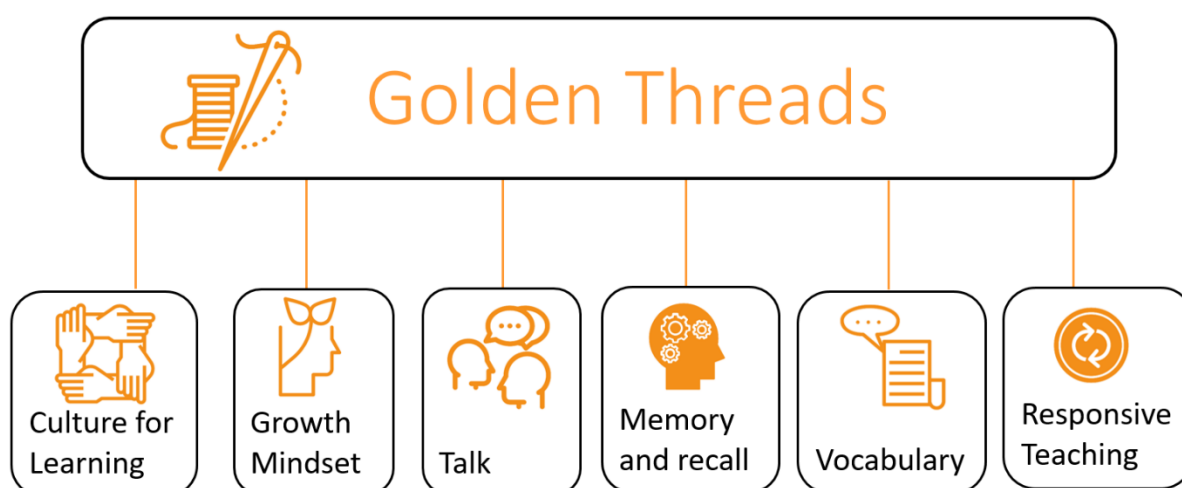 Golden Threads
Culture for
Learning
Growth
Mindset
Talk
Memory
and recall
Vocabulary
Responsive
Teaching